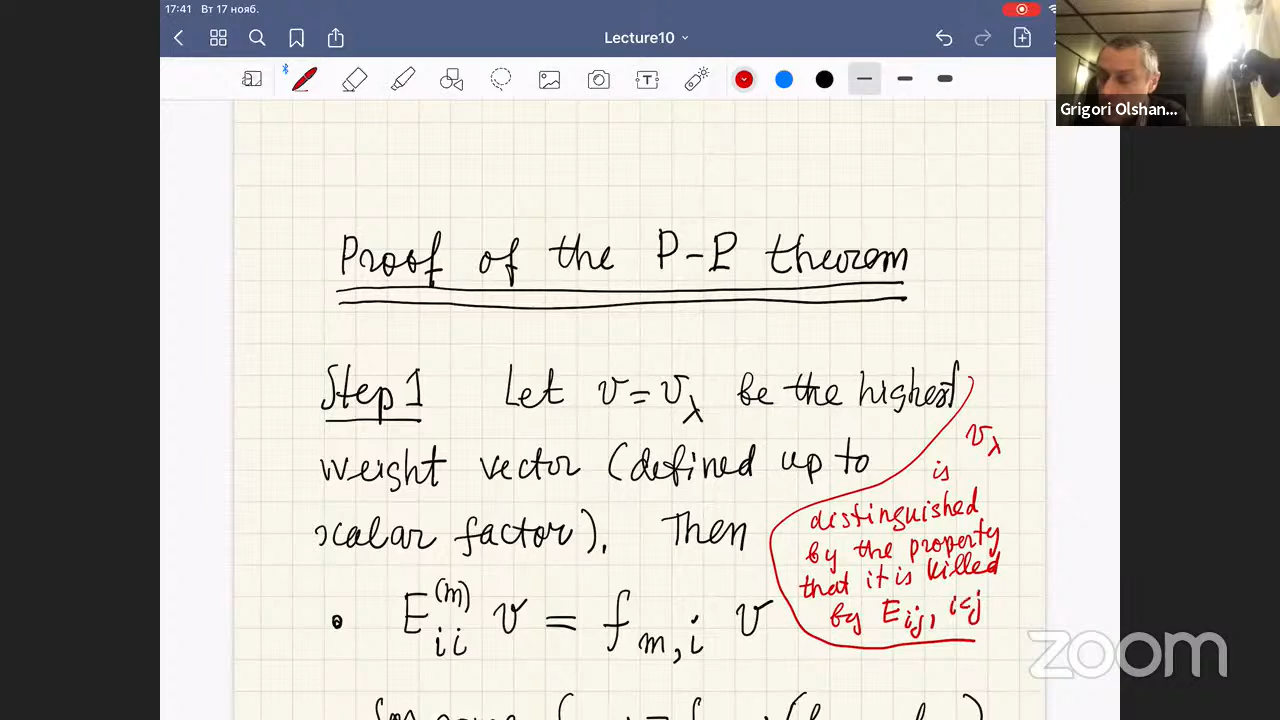 17:41 Вт 17 нояб.
Lecture10
Grigori Olshan...
Proof of the P-P theorem
Step 1 Let v = v_λ be the highest
weight vector (defined up to
scalar factor). Then
v_λ
is
distinguished
by the property
that it is killed
by E_ij, i<j
• E_ii^(m) v = f_m,i v
zoom